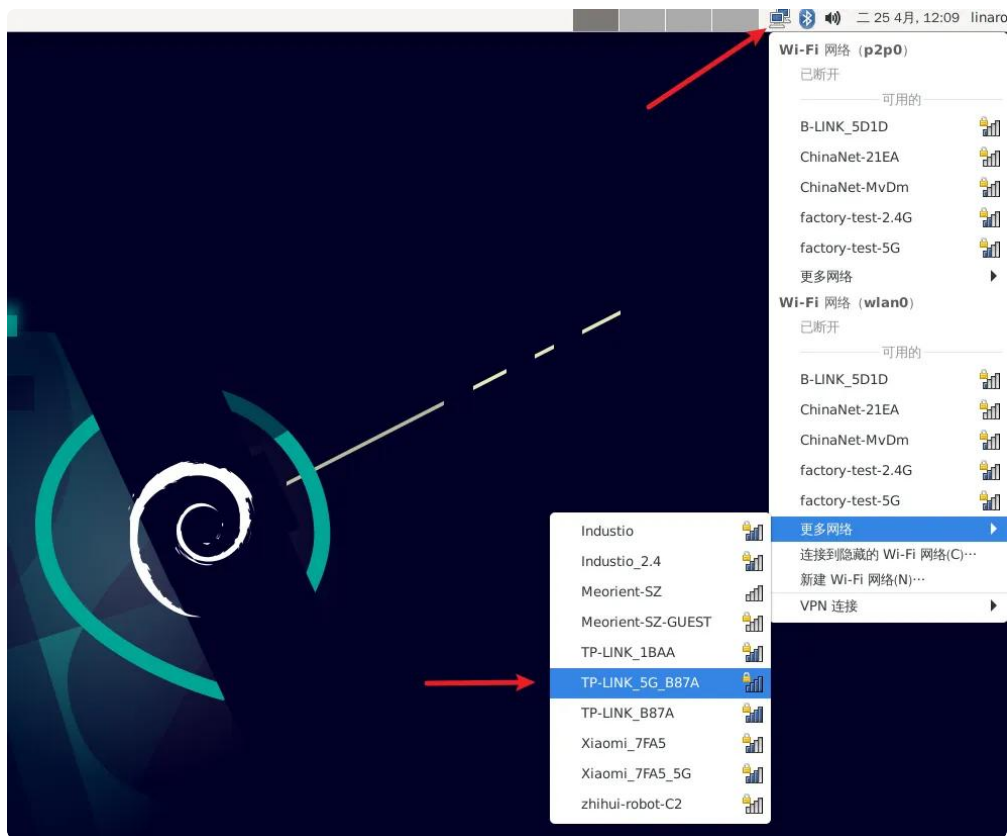 二 25 4月, 12:09 linaro
Wi-Fi 网络 (p2p0)
已断开
可用的
B-LINK_5D1D
ChinaNet-21EA
ChinaNet-MvDm
factory-test-2.4G
factory-test-5G
更多网络
Wi-Fi 网络 (wlan0)
已断开
可用的
B-LINK_5D1D
ChinaNet-21EA
ChinaNet-MvDm
factory-test-2.4G
factory-test-5G
更多网络
连接到隐藏的 Wi-Fi 网络(C)…
新建 Wi-Fi 网络(N)…
VPN 连接
Industio
Industio_2.4
Meorient-SZ
Meorient-SZ-GUEST
TP-LINK_1BAA
TP-LINK_5G_B87A
TP-LINK_B87A
Xiaomi_7FA5
Xiaomi_7FA5_5G
zhihui-robot-C2